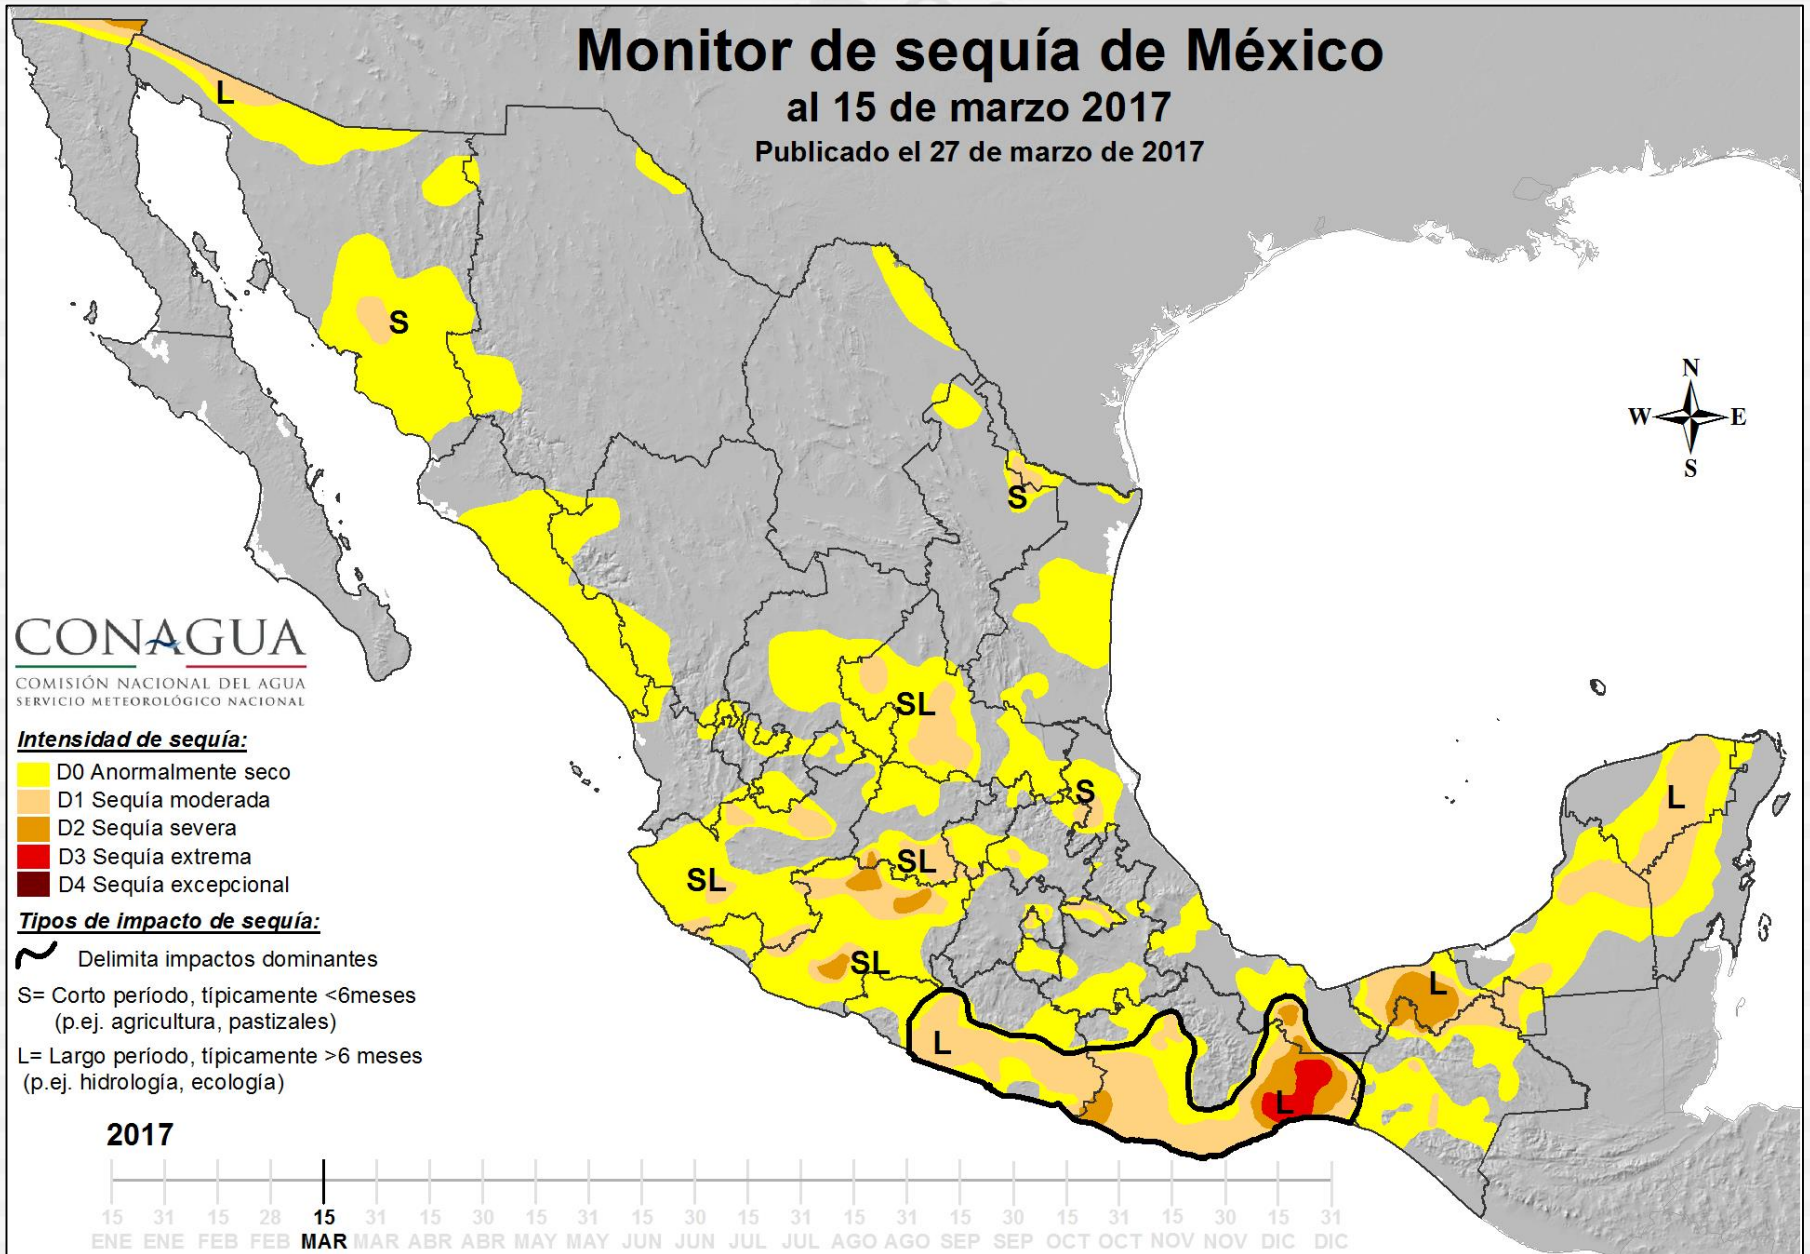 Monitor de sequía de México
al 15 de marzo 2017
Publicado el 27 de marzo de 2017
L
S
S
N
W E
S
CONAGUA
COMISIÓN NACIONAL DEL AGUA
SERVICIO METEOROLÓGICO NACIONAL
SL
Intensidad de sequía:
D0 Anormalmente seco
D1 Sequía moderada
D2 Sequía severa
D3 Sequía extrema
D4 Sequía excepcional
S
L
SL
SL
Tipos de impacto de sequía:
Delimita impactos dominantes
SL
S= Corto período, típicamente <6meses
(p.ej. agricultura, pastizales)
L
L= Largo período, típicamente >6 meses
(p.ej. hidrología, ecología)
L
L
2017
15 31 15 28 15 31 15 30 15 31 15 30 15 31 15 31 15 30 15 31 15 30 15 31
ENE ENE FEB FEB MAR MAR ABR ABR MAY MAY JUN JUN JUL JUL AGO AGO SEP SEP OCT OCT NOV NOV DIC DIC